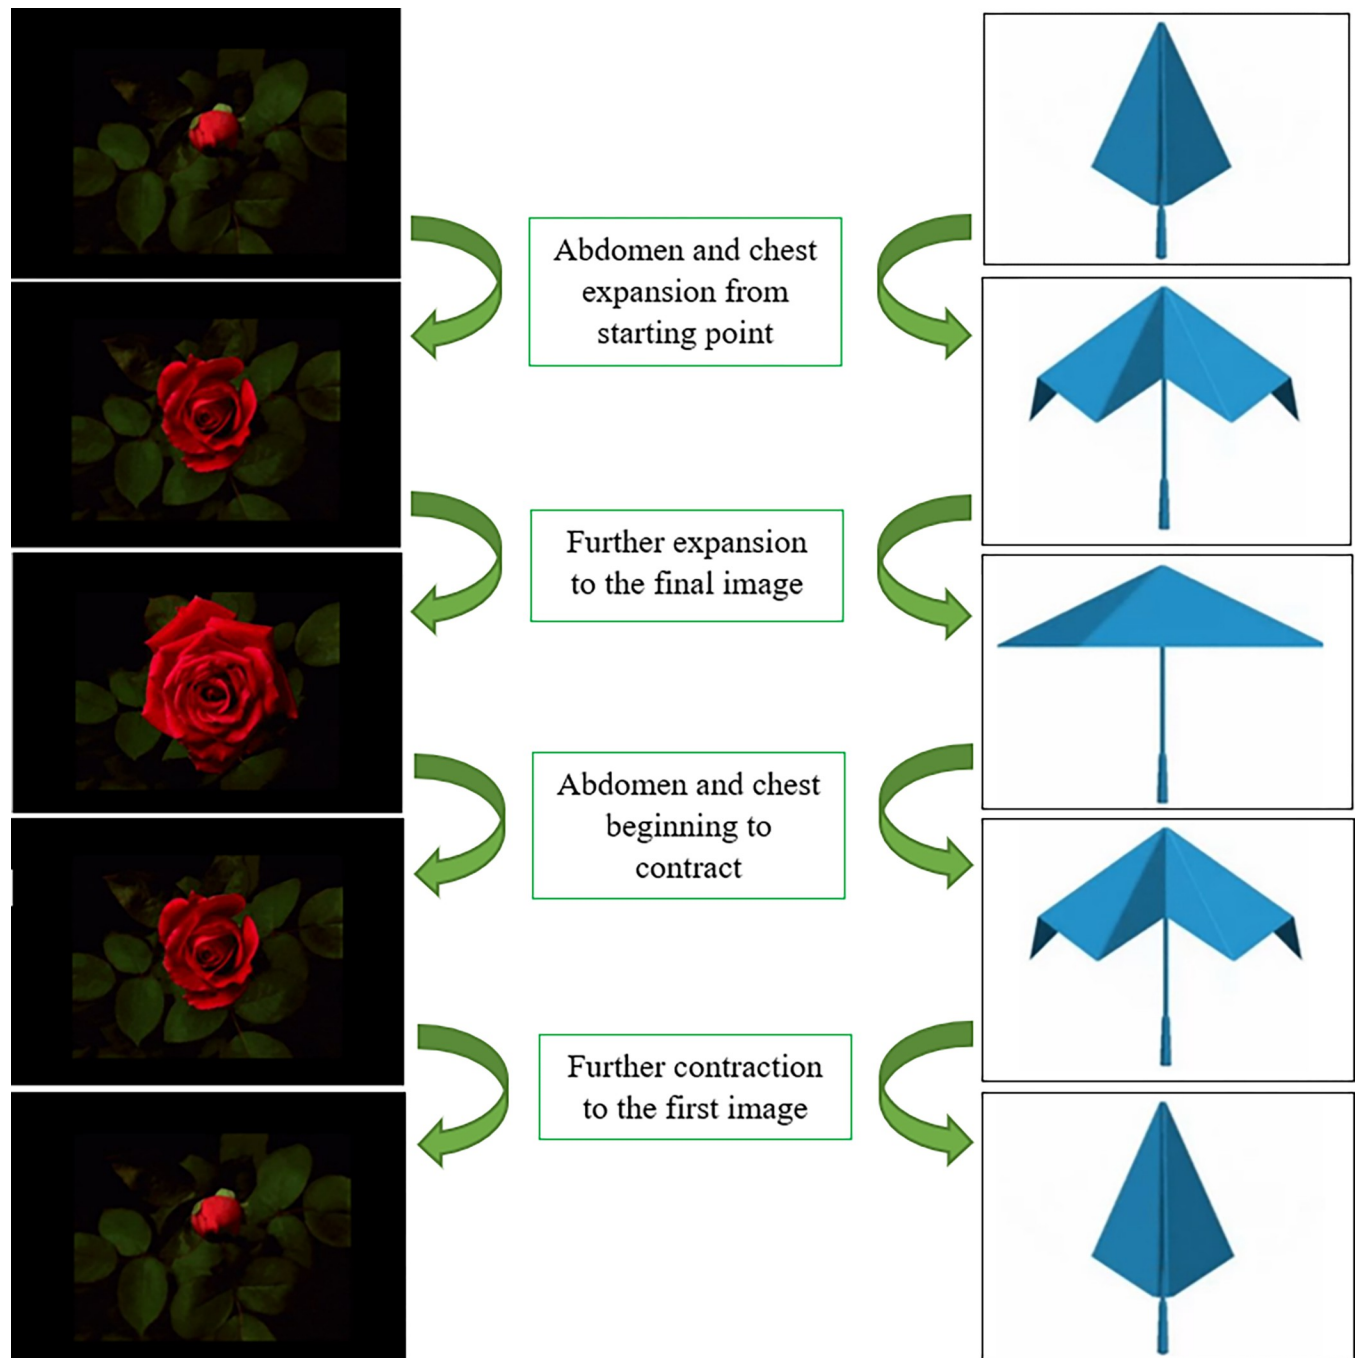 Abdomen and chest
expansion from
starting point
Further expansion
to the final image
Abdomen and chest
beginning to
contract
Further contraction
to the first image